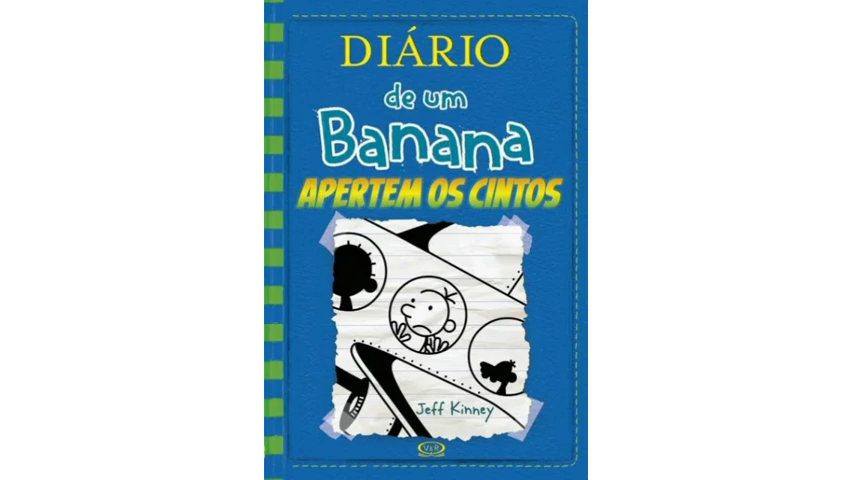 DIÁRIO
de um
Banana
APERTEM OS CINTOS
Jeff Kinney
V&R